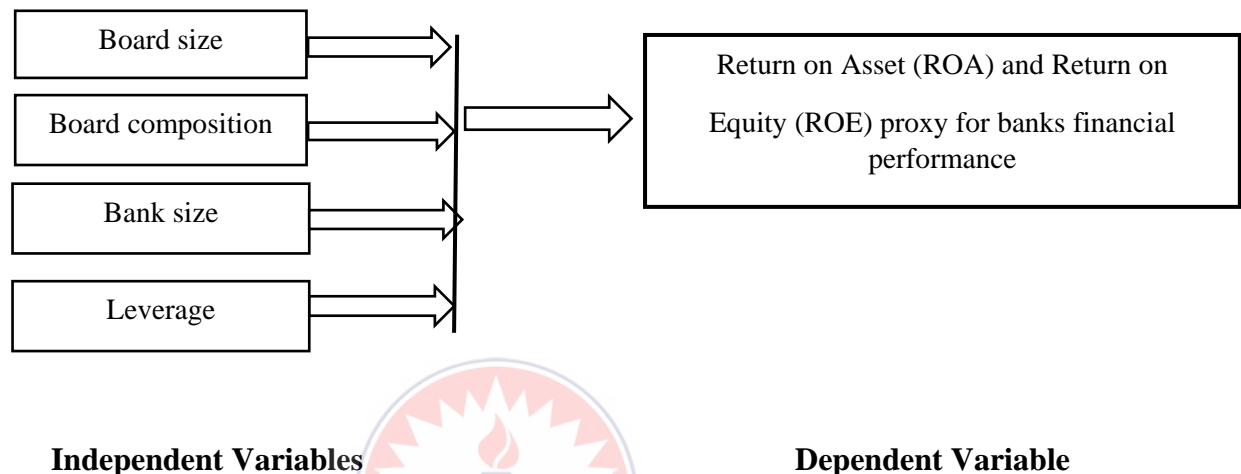 Board size
Board composition
Bank size
Leverage
Return on Asset (ROA) and Return on
Equity (ROE) proxy for banks financial
performance
Independent Variables
Dependent Variable